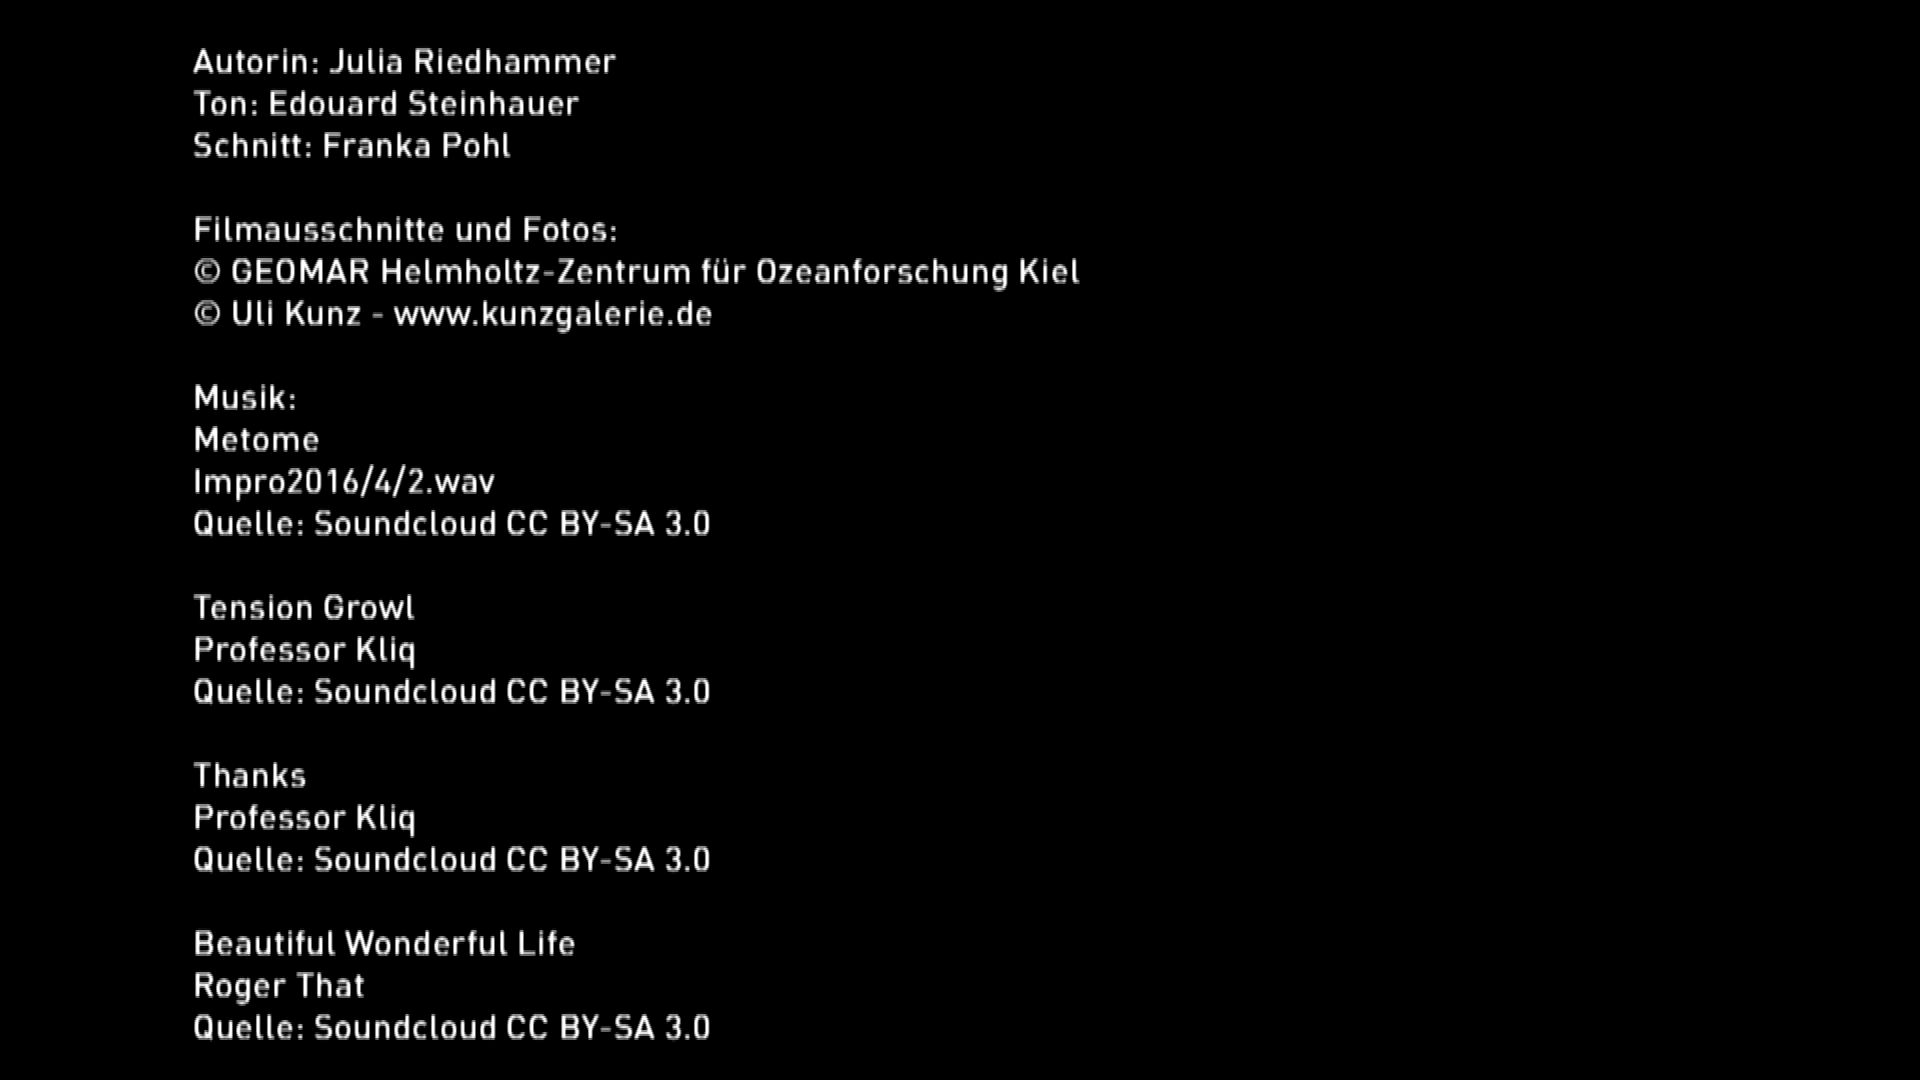 Autorin: Julia Riedhammer
Ton: Edouard Steinhauer
Schnitt: Franka Pohl
Filmausschnitte und Fotos:
© GEOMAR Helmholtz-Zentrum für Ozeanforschung Kiel
© Uli Kunz - www.kunzgalerie.de
Musik:
Metome
Impro2016/4/2.wav
Quelle: Soundcloud CC BY-SA 3.0
Tension Growl
Professor Kliq
Quelle: Soundcloud CC BY-SA 3.0
Thanks
Professor Kliq
Quelle: Soundcloud CC BY-SA 3.0
Beautiful Wonderful Life
Roger That
Quelle: Soundcloud CC BY-SA 3.0